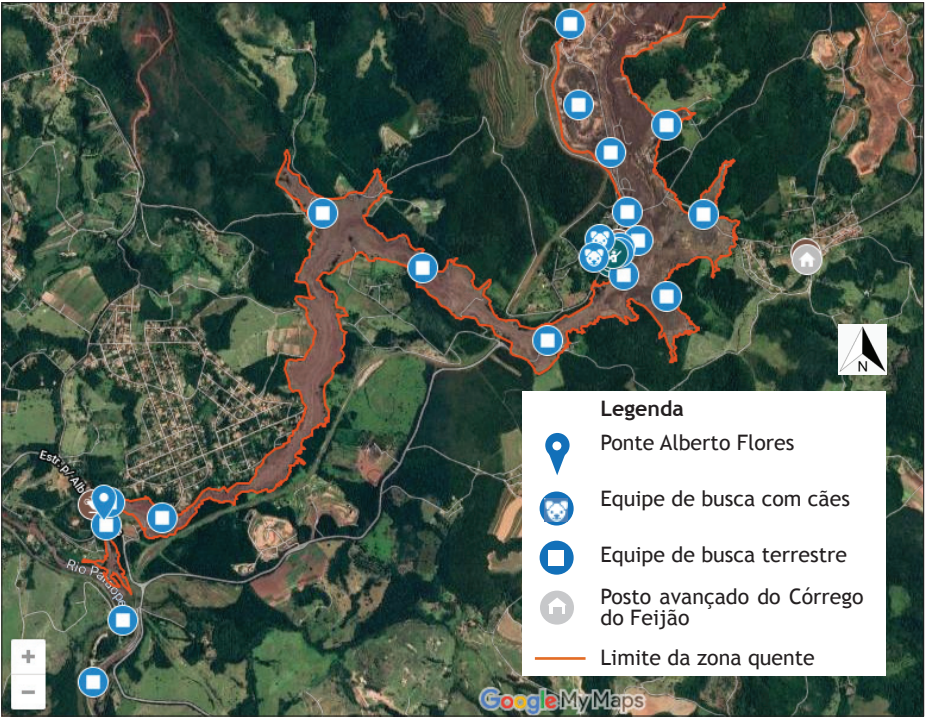 N
Legenda
Ponte Alberto Flores
Equipe de busca com cães
Equipe de busca terrestre
Posto avançado do Córrego
do Feijão
Limite da zona quente
Estr. p/ Alb
Rio Paraope
+
−
Google My Maps